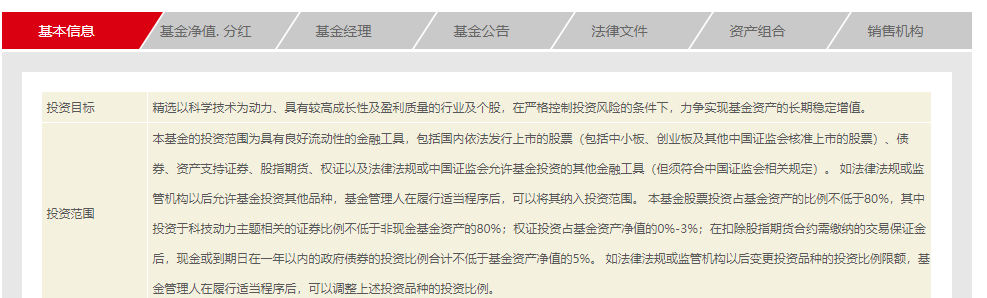 基本信息 基金净值. 分红 基金经理 基金公告 法律文件 资产组合 销售机构
投资目标 精选以科学技术为动力、具有较高成长性及盈利质量的行业及个股，在严格控制投资风险的条件下，力争实现基金资产的长期稳定增值。
本基金的投资范围为具有良好流动性的金融工具，包括国内依法发行上市的股票（包括中小板、创业板及其他中国证监会核准上市的股票）、债
券、资产支持证券、股指期货、权证以及法律法规或中国证监会允许基金投资的其他金融工具（但须符合中国证监会相关规定）。 如法律法规或监
管机构以后允许基金投资其他品种，基金管理人在履行适当程序后，可以将其纳入投资范围。 本基金股票投资占基金资产的比例不低于80%，其中
投资范围
投资于科技动力主题相关的证券比例不低于非现金基金资产的80%；权证投资占基金资产净值的0%-3%；在扣除股指期货合约需缴纳的交易保证金
后，现金或到期日在一年以内的政府债券的投资比例合计不低于基金资产净值的5%。 如法律法规或监管机构以后变更投资品种的投资比例限额，基
金管理人在履行适当程序后，可以调整上述投资品种的投资比例。